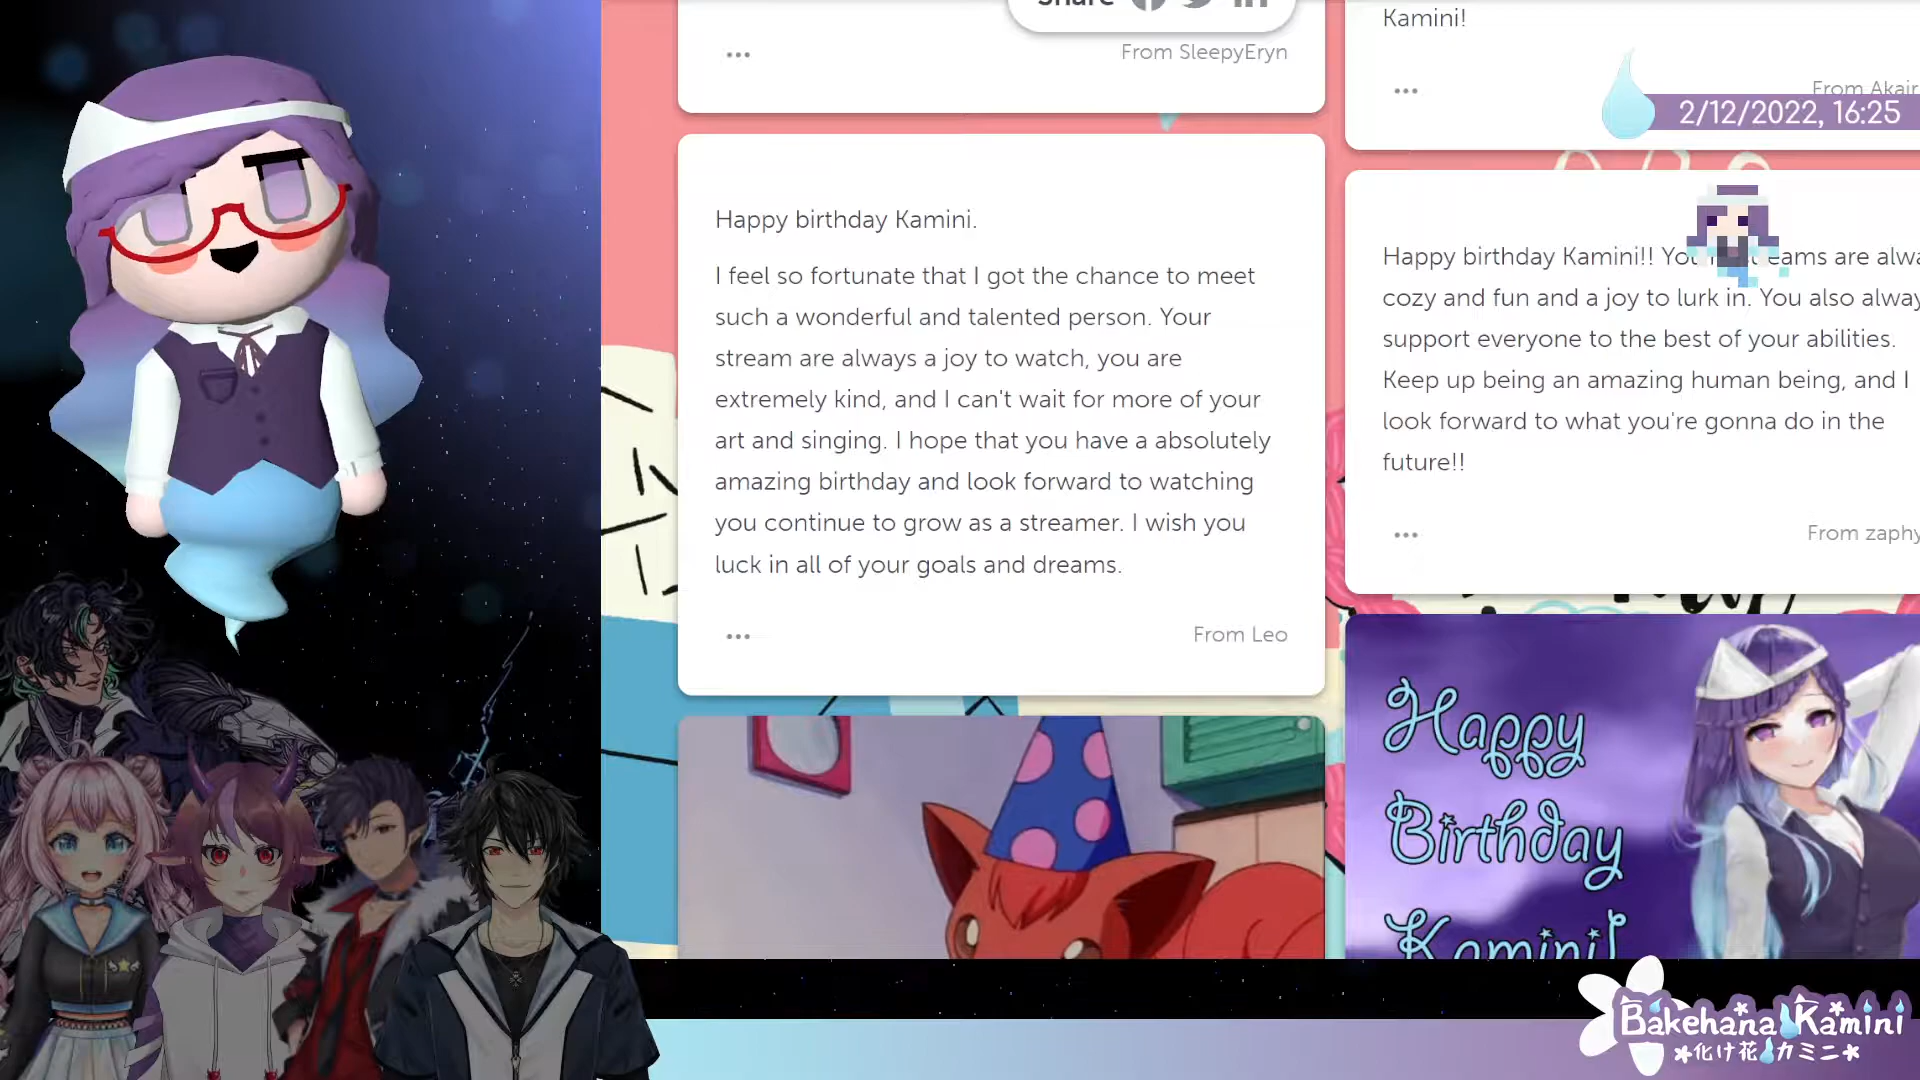 Share
From SleepyEryn
Happy birthday Kamini.
I feel so fortunate that I got the chance to meet
such a wonderful and talented person. Your
stream are always a joy to watch, you are
extremely kind, and I can't wait for more of your
art and singing. I hope that you have a absolutely
amazing birthday and look forward to watching
you continue to grow as a streamer. I wish you
luck in all of your goals and dreams.
From Leo
Kamini!
From Akair
2/12/2022, 16:25
Happy birthday Kamini!! are
cozy and fun and a joy to lurk in. You also
support everyone to the best of your abilities.
Keep up being an amazing human being, and I
look forward to what you're gonna do in the
future!!
From zaphy
Happy
Birthday
Kamini!
Bakehana Kamini
化け花カミニ